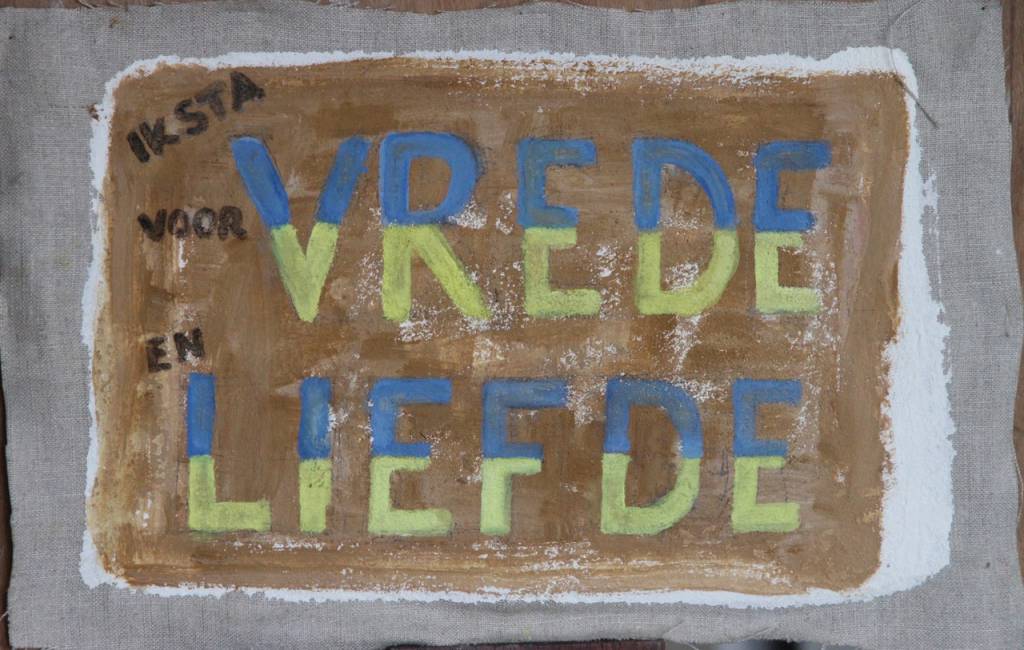 IK STA
VOOR
VREDE
EN
LIEFDE